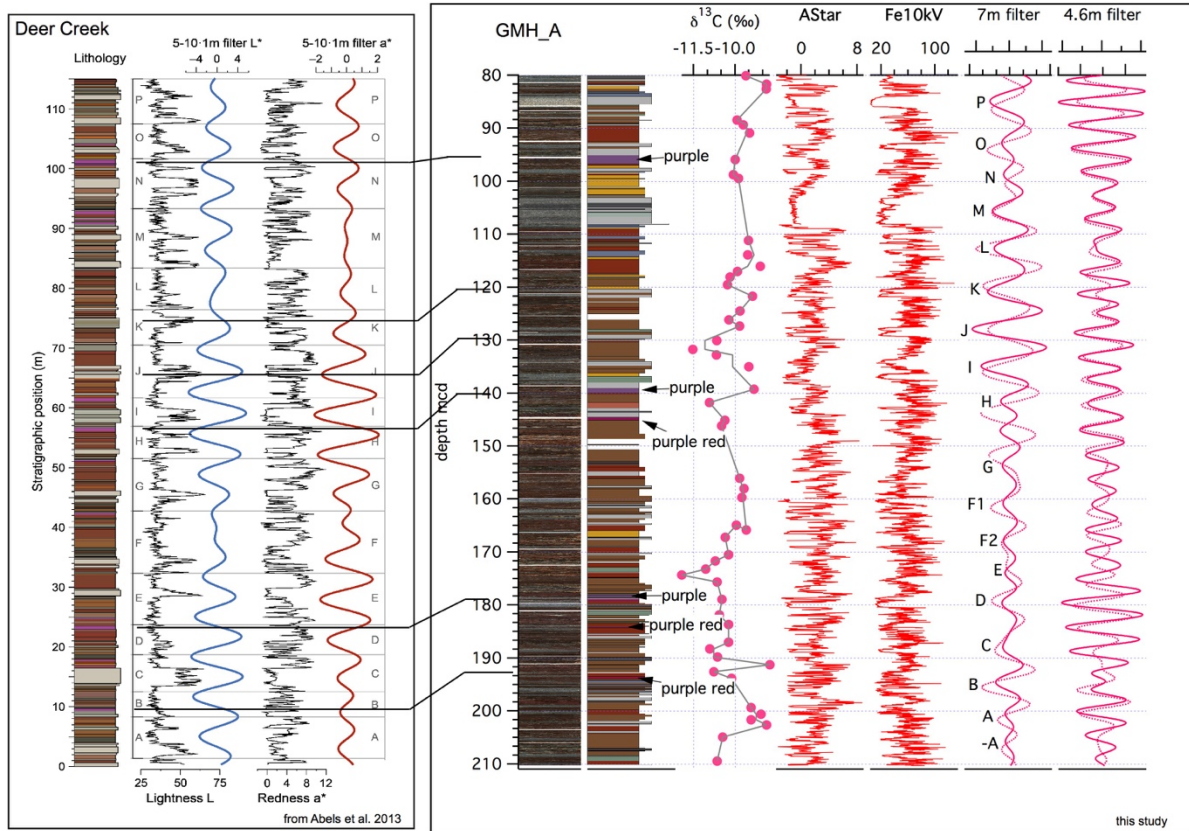 Deer Creek
5-10·1m filter L*
5-10·1m filter a*
Lithology
−4 0 4
−2 0 2
Stratigraphic position (m)
110
100
90
80
70
60
50
40
30
20
10
0
P
O
N
M
L
K
J
I
H
G
F
E
D
C
B
A
P
O
N
M
L
K
I
H
G
F
E
D
C
B
A
25 50
0 4 8 12
Lightness L
Redness a*
from Abels et al. 2013
GMH_A
δ13C (‰)
AStar
Fe10kV
7m filter
4.6m filter
-11.5 -10.0
0 8
20 100
depth mcd
80
90
100
110
120
130
140
150
160
170
180
190
200
210
purple
purple
purple red
purple
purple red
purple red
P
O
N
M
L
K
J
I
H
G
F1
F2
E
D
C
B
A
-A
this study